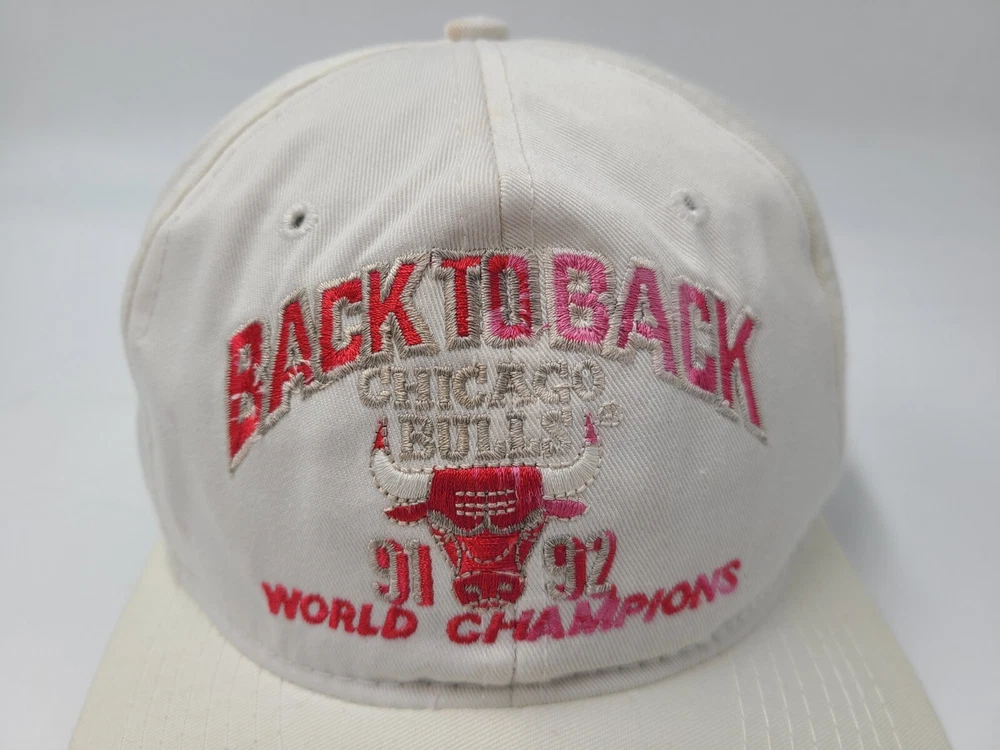 BACK TO BACK
CHICAGO
BULLS ®
91 92
WORLD CHAMPIONS